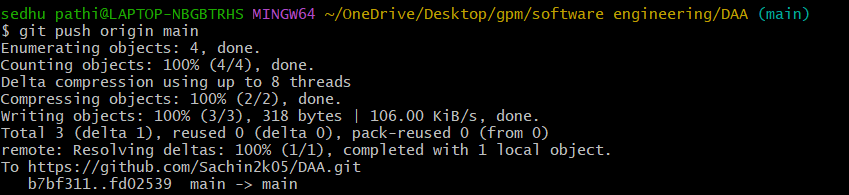 sedhu pathi@LAPTOP-NBGBTRHS MINGW64 ~/OneDrive/Desktop/gpm/software engineering/DAA (main)
$ git push origin main
Enumerating objects: 4, done.
Counting objects: 100% (4/4), done.
Delta compression using up to 8 threads
Compressing objects: 100% (2/2), done.
Writing objects: 100% (3/3), 318 bytes | 106.00 KiB/s, done.
Total 3 (delta 1), reused 0 (delta 0), pack-reused 0 (from 0)
remote: Resolving deltas: 100% (1/1), completed with 1 local object.
To https://github.com/Sachin2k05/DAA.git
   b7bf311..fd02539  main -> main